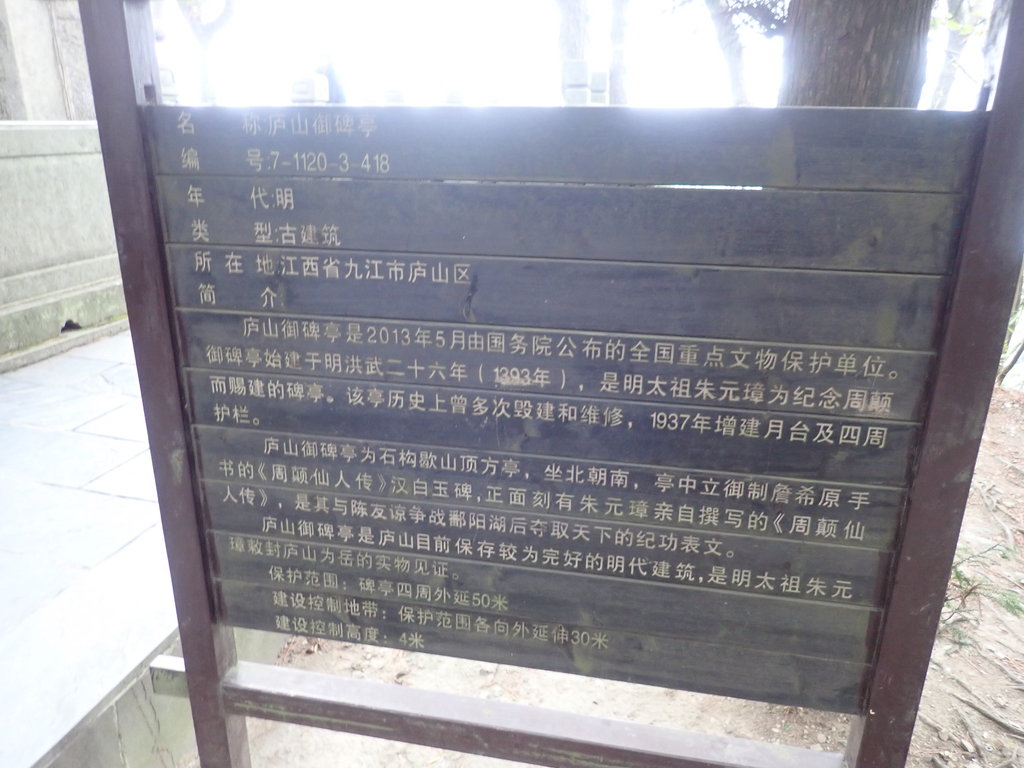 名 称:庐山御碑亭
编 号:7-1120-3-418
年 代:明
类 型:古建筑
所 在 地:江西省九江市庐山区
简 介:
庐山御碑亭是2013年5月由国务院公布的全国重点文物保护单位。
御碑亭始建于明洪武二十六年（1393年），是明太祖朱元璋为纪念周颠
而赐建的碑亭。该亭历史上曾多次毁建和维修，1937年增建月台及四周
护栏。
庐山御碑亭为石构歇山顶方亭，坐北朝南，亭中立御制詹希原手
书的《周颠仙人传》汉白玉碑，正面刻有朱元璋亲自撰写的《周颠仙
人传》，是其与陈友谅争战鄱阳湖后夺取天下的纪功表文。
庐山御碑亭是庐山目前保存较为完好的明代建筑，是明太祖朱元
璋敕封庐山为岳的实物见证。
保护范围：碑亭四周外延50米
建设控制地带：保护范围各向外延伸30米
建设控制高度：4米